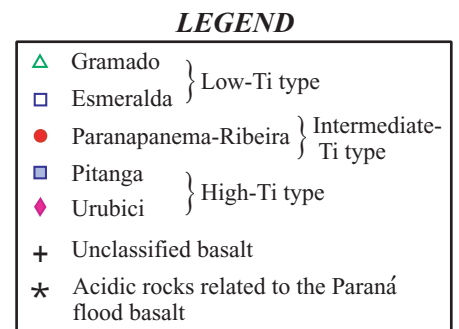 LEGEND
Gramado
Low-Ti type
Esmeralda
Paranapanema-Ribeira Intermediate-
Ti type
Pitanga
High-Ti type
Urubici
Unclassified basalt
Acidic rocks related to the Paraná
flood basalt